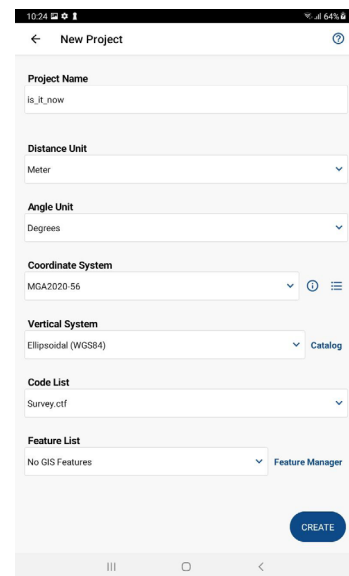 10:24 64%
New Project
Project Name
is_it_now
Distance Unit
Meter
Angle Unit
Degrees
Coordinate System
MGA2020-56
Vertical System
Ellipsoidal (WGS84) Catalog
Code List
Survey.ctf
Feature List
No GIS Features Feature Manager
CREATE